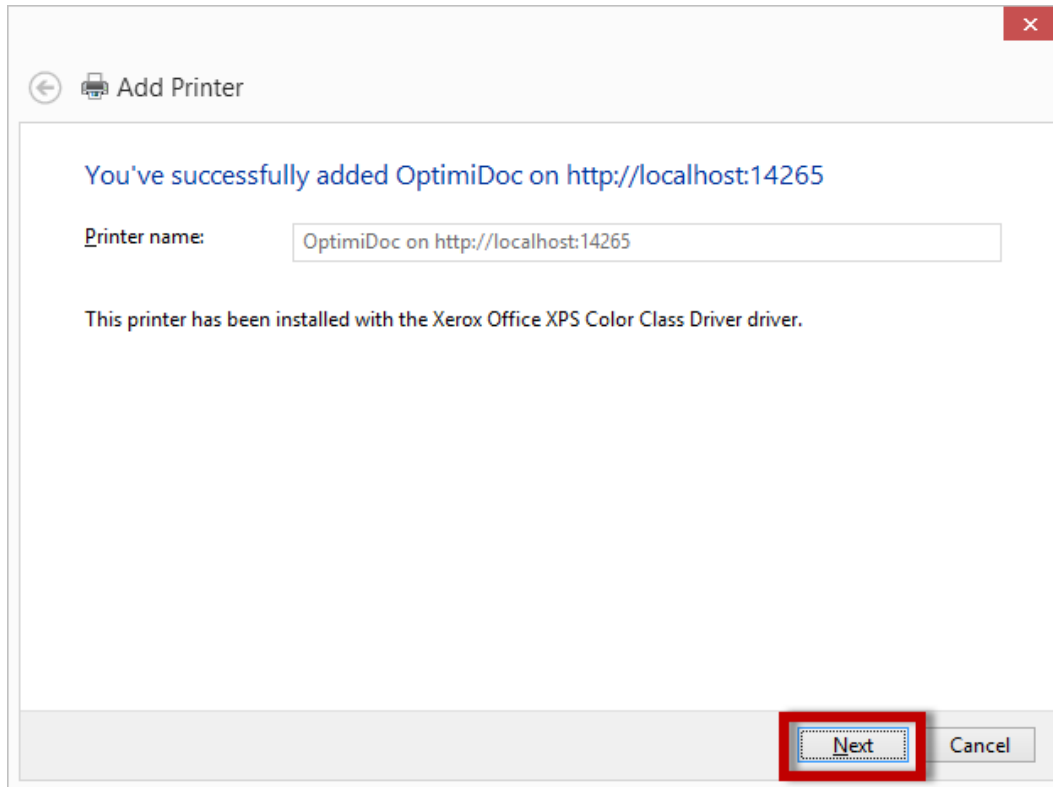 Add Printer
You've successfully added OptimiDoc on http://localhost:14265
Printer name:
OptimiDoc on http://localhost:14265
This printer has been installed with the Xerox Office XPS Color Class Driver driver.
Next
Cancel